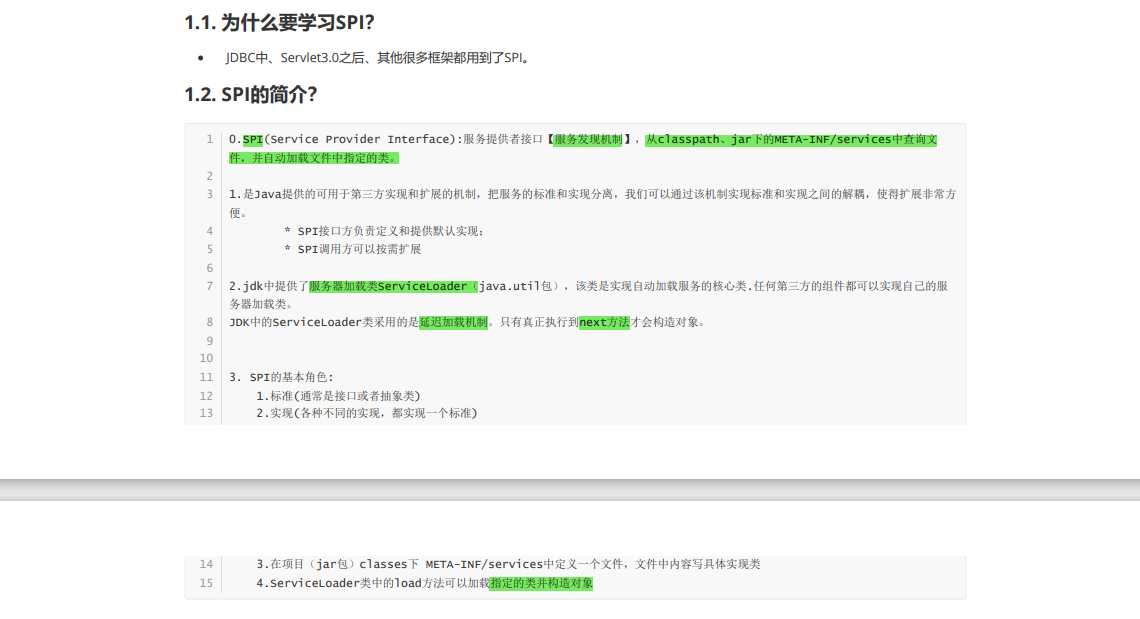 1.1. 为什么要学习SPI?
• JDBC中、Servlet3.0之后、其他很多框架都用到了SPI。
1.2. SPI的简介?
1 0.SPI(Service Provider Interface):服务提供者接口【服务发现机制】,从classpath、jar下的META-INF/services中查询文
件,并自动加载文件中指定的类。
2
3 1.是Java提供的可用于第三方实现和扩展的机制,把服务的标准和实现分离,我们可以通过该机制实现标准和实现之间的解耦,使得扩展非常方
便。
4 * SPI接口方负责定义和提供默认实现;
5 * SPI调用方可以按需扩展
6
7 2.jdk中提供了服务器加载类ServiceLoader（java.util包）,该类是实现自动加载服务的核心类.任何第三方的组件都可以实现自己的服
务器加载类。
8 JDK中的ServiceLoader类采用的是延迟加载机制。只有真正执行到next方法才会构造对象。
9
10
11 3. SPI的基本角色:
12 1.标准(通常是接口或者抽象类)
13 2.实现(各种不同的实现,都实现一个标准)
14 3.在项目（jar包）classes下 META-INF/services中定义一个文件,文件中内容写具体实现类
15 4.ServiceLoader类中的load方法可以加载指定的类并构造对象